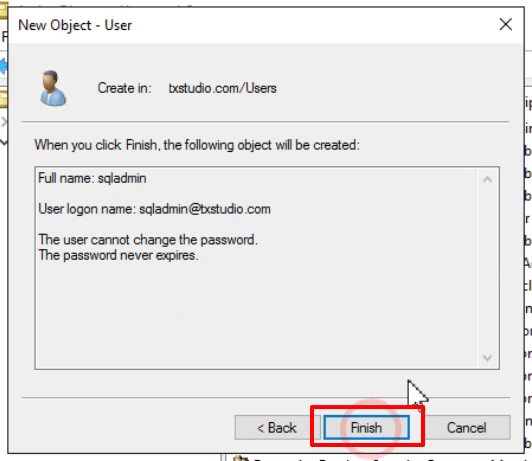 New Object - User
Create in: txstudio.com/Users
When you click Finish, the following object will be created:
Full name: sqladmin
User logon name: sqladmin@txstudio.com
The user cannot change the password.
The password never expires.
< Back
Finish
Cancel